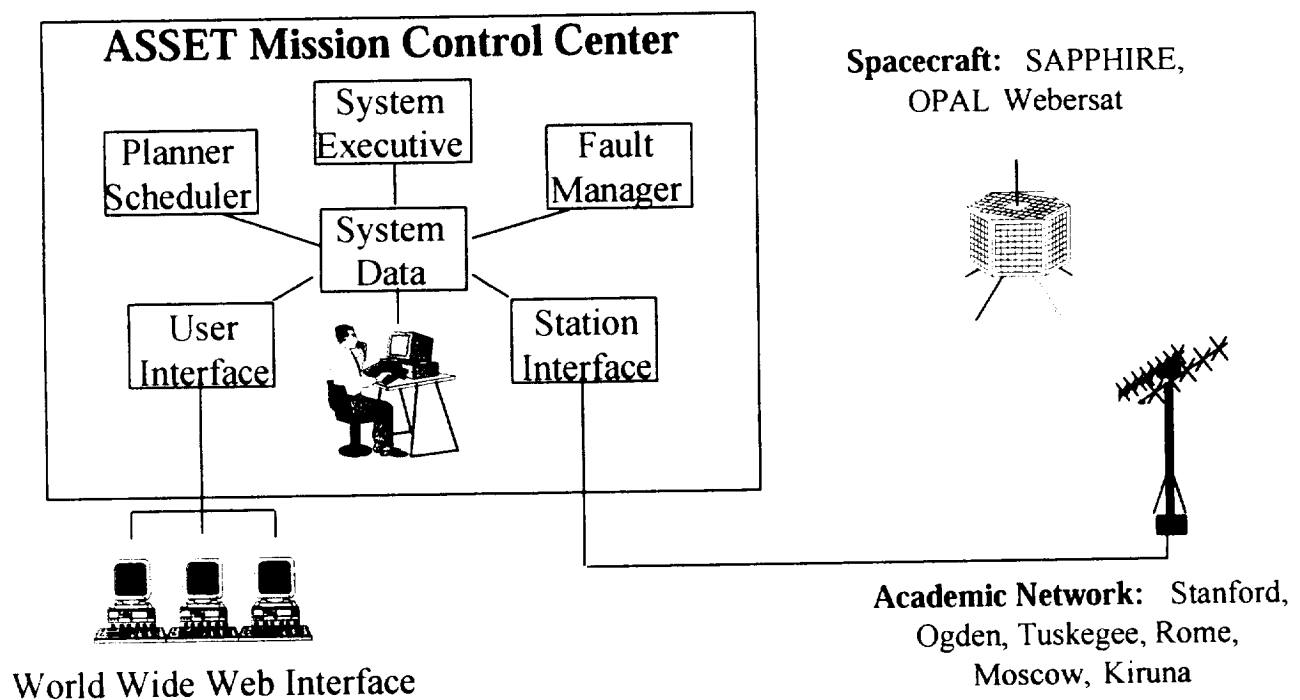 ASSET Mission Control Center
System
Executive
Planner
Scheduler
Fault
Manager
System
Data
User
Interface
Station
Interface
World Wide Web Interface
Spacecraft: SAPPHIRE,
OPAL Webersat
Academic Network: Stanford,
Ogden, Tuskegee, Rome,
Moscow, Kiruna